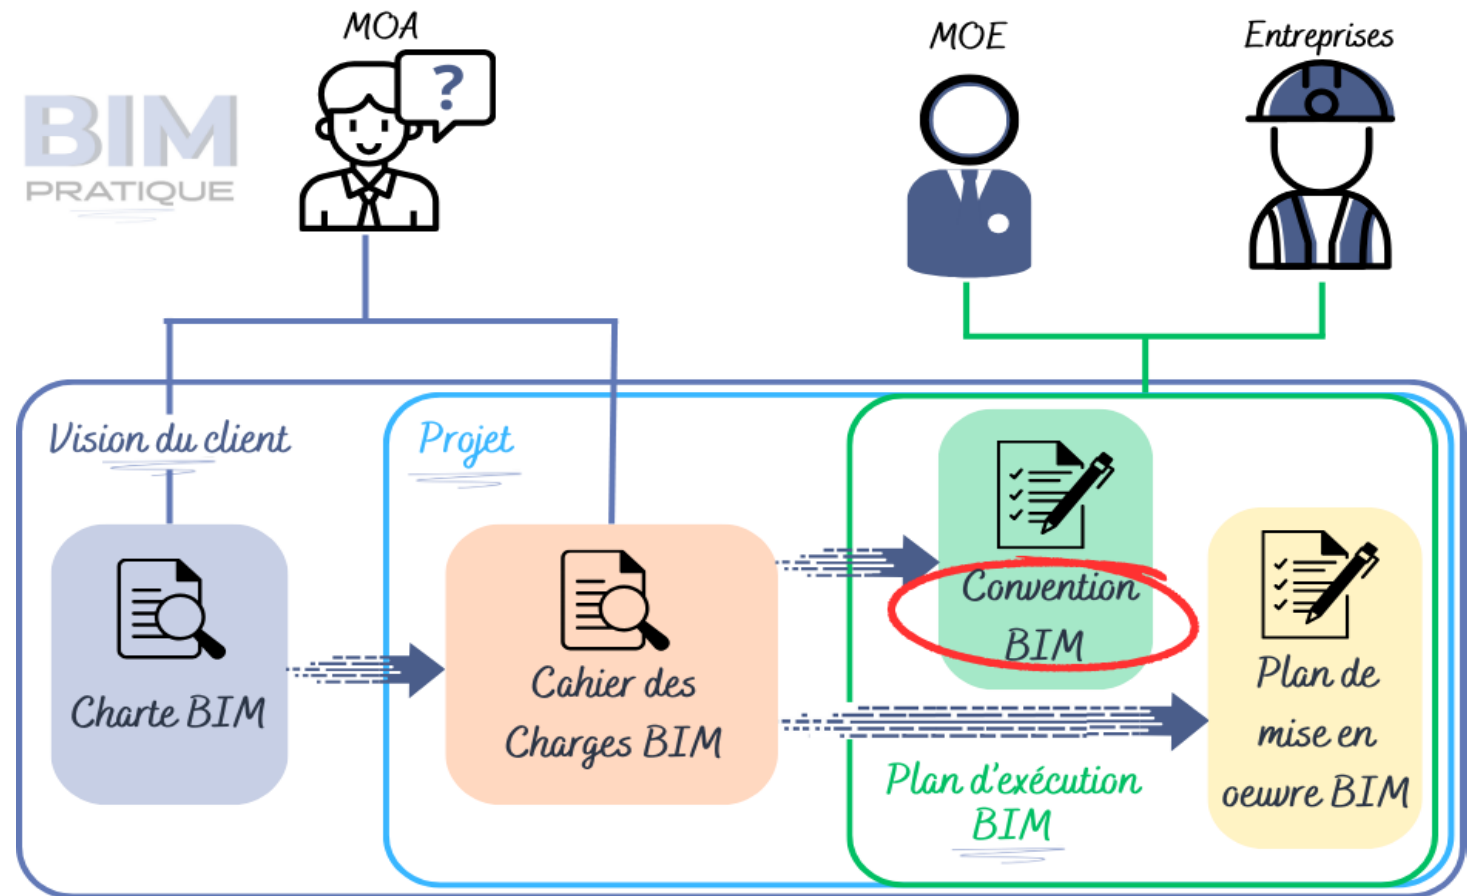 MOA
MOE
Entreprises
?
BIM
PRATIQUE
Vision du client
Projet
Convention
BIM
Charte BIM
Cahier des
Charges BIM
Plan de
mise en
oeuvre BIM
Plan d'exécution
BIM